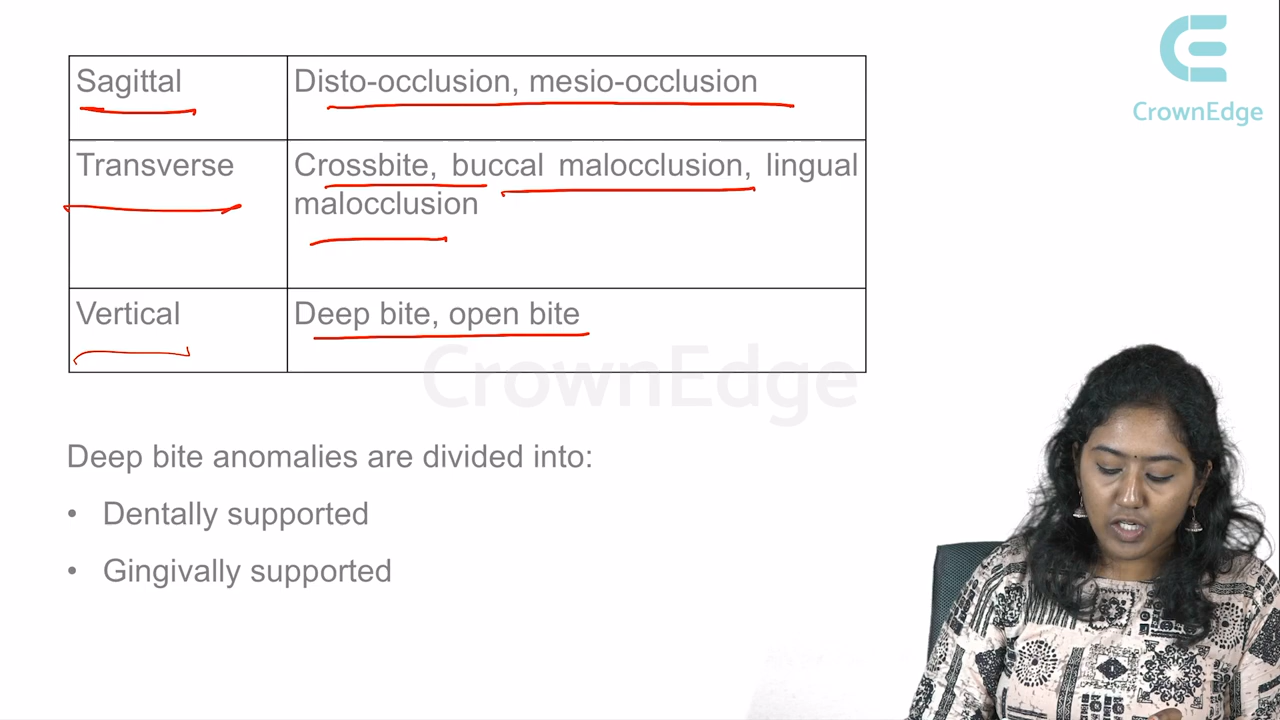 CrownEdge
Sagittal
Disto-occlusion, mesio-occlusion
Transverse
Crossbite, buccal malocclusion, lingual
malocclusion
Vertical
Deep bite, open bite
CrownEdge
Deep bite anomalies are divided into:
• Dentally supported
• Gingivally supported